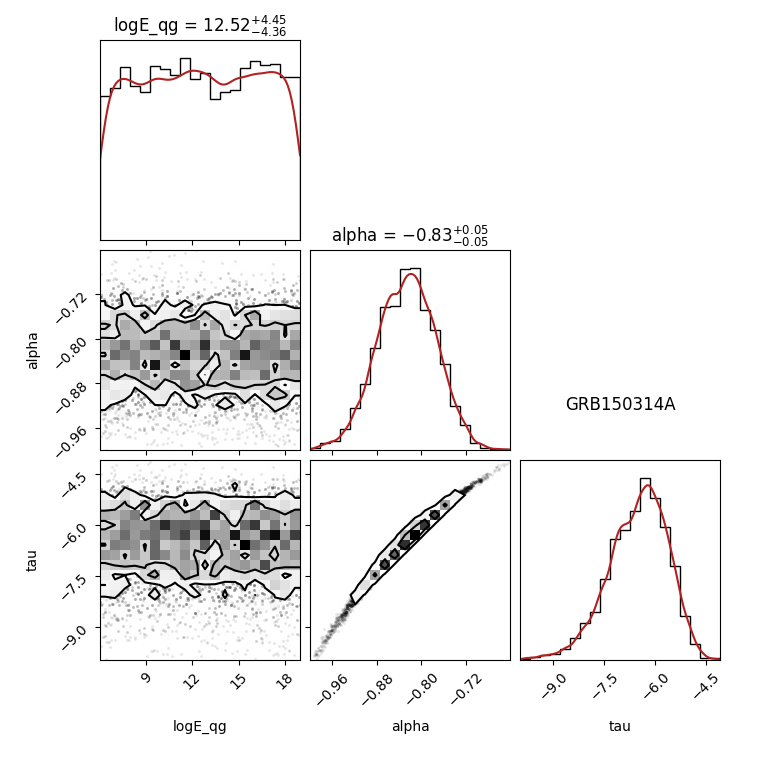 logE_qg = 12.52+4.45−4.36
alpha = −0.83+0.05−0.05
GRB150314A
alpha
−0.72
−0.80
−0.88
−0.96
tau
−4.5
−6.0
−7.5
−9.0
9 12 15 18
−0.96 −0.88 −0.80 −0.72
−9.0 −7.5 −6.0 −4.5
logE_qg alpha tau